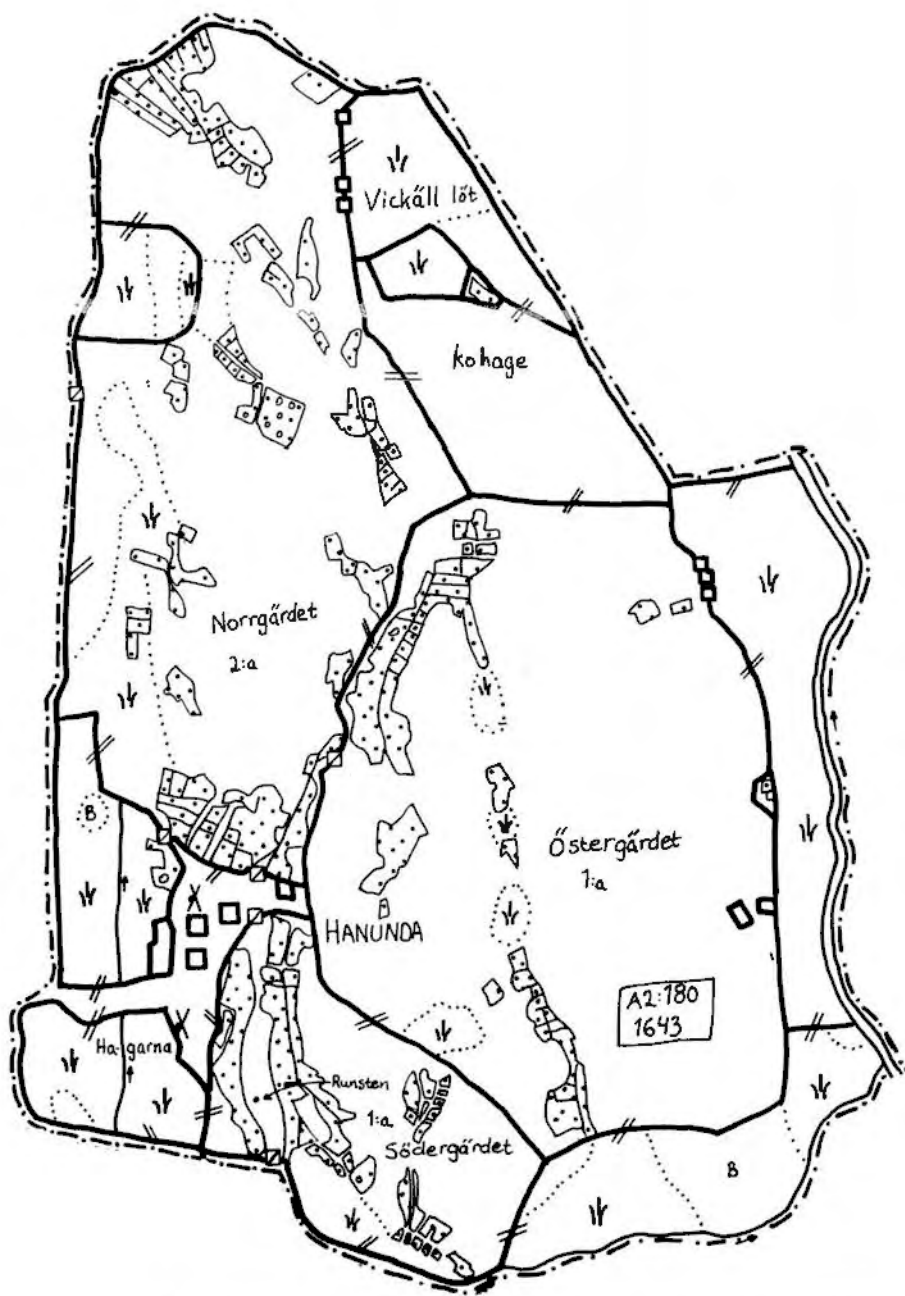 Vickäll löt
kohage
Norrgärdet
2:a
B
Östergärdet
1:a
HANUNDA
A2:180
1643
Hagarna
Runsten
1:a
Södergärdet
B